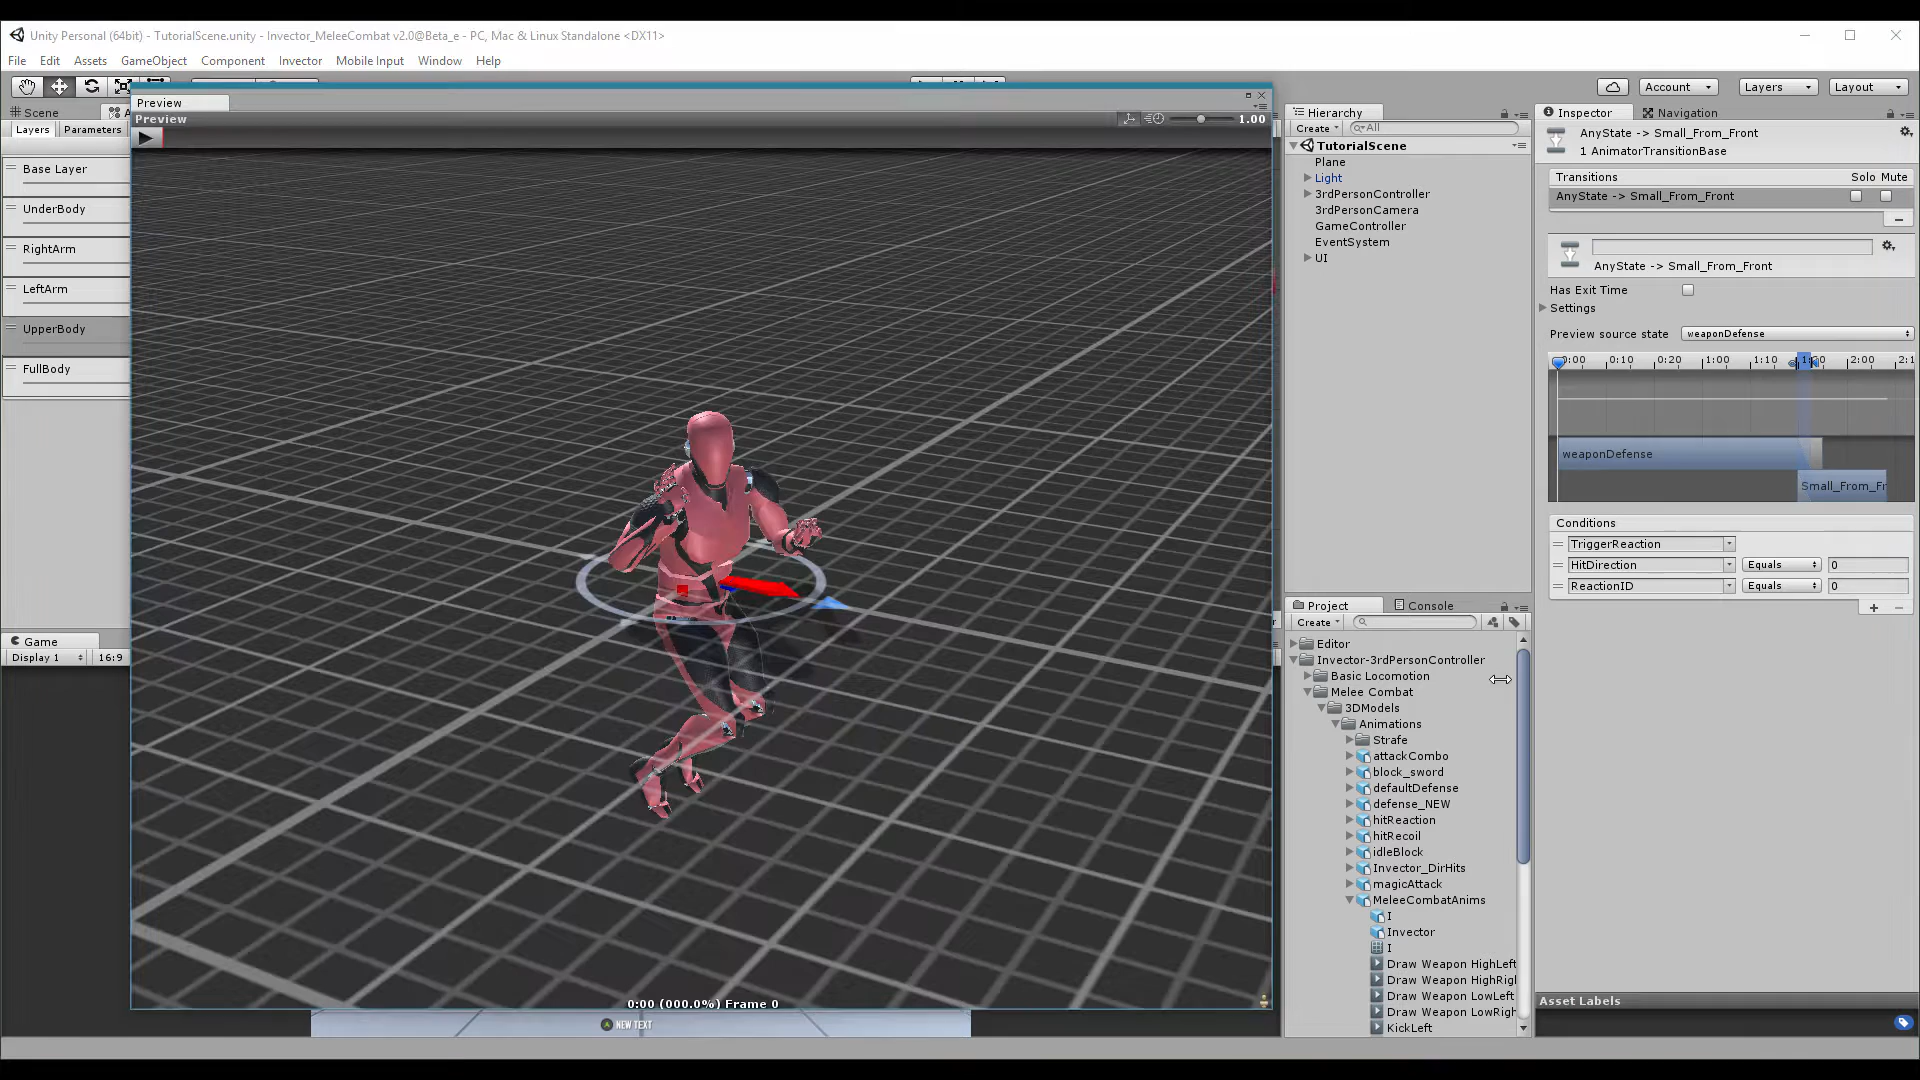 Unity Personal (64bit) - TutorialScene.unity - Invector_MeleeCombat v2.0@Beta_e - PC, Mac & Linux Standalone <DX11>
File Edit Assets GameObject Component Invector Mobile Input Window Help
Account Layers Layout
Scene
Layers Parameters
Base Layer
UnderBody
RightArm
LeftArm
UpperBody
FullBody
Game
Display 1 16:9
Preview
Preview 1.00
0:00 (000.0%) Frame 0
A NEW TEXT
Hierarchy
Create All
TutorialScene
Plane
Light
3rdPersonController
3rdPersonCamera
GameController
EventSystem
UI
Project Console
Create
Editor
Invector-3rdPersonController
Basic Locomotion
Melee Combat
3DModels
Animations
Strafe
attackCombo
block_sword
defaultDefense
defense_NEW
hitReaction
hitRecoil
idleBlock
Invector_DirHits
magicAttack
MeleeCombatAnims
I
Invector
I
Draw Weapon HighLeft
Draw Weapon HighRigh
Draw Weapon LowLeft
Draw Weapon LowRigh
KickLeft
Inspector Navigation
AnyState -> Small_From_Front
1 AnimatorTransitionBase
Transitions Solo Mute
AnyState -> Small_From_Front
AnyState -> Small_From_Front
Has Exit Time
Settings
Preview source state weaponDefense
0:00 0:10 0:20 1:00 1:10 2:00 2:1
weaponDefense
Small_From_Fr
Conditions
TriggerReaction
HitDirection Equals 0
ReactionID Equals 0
Asset Labels